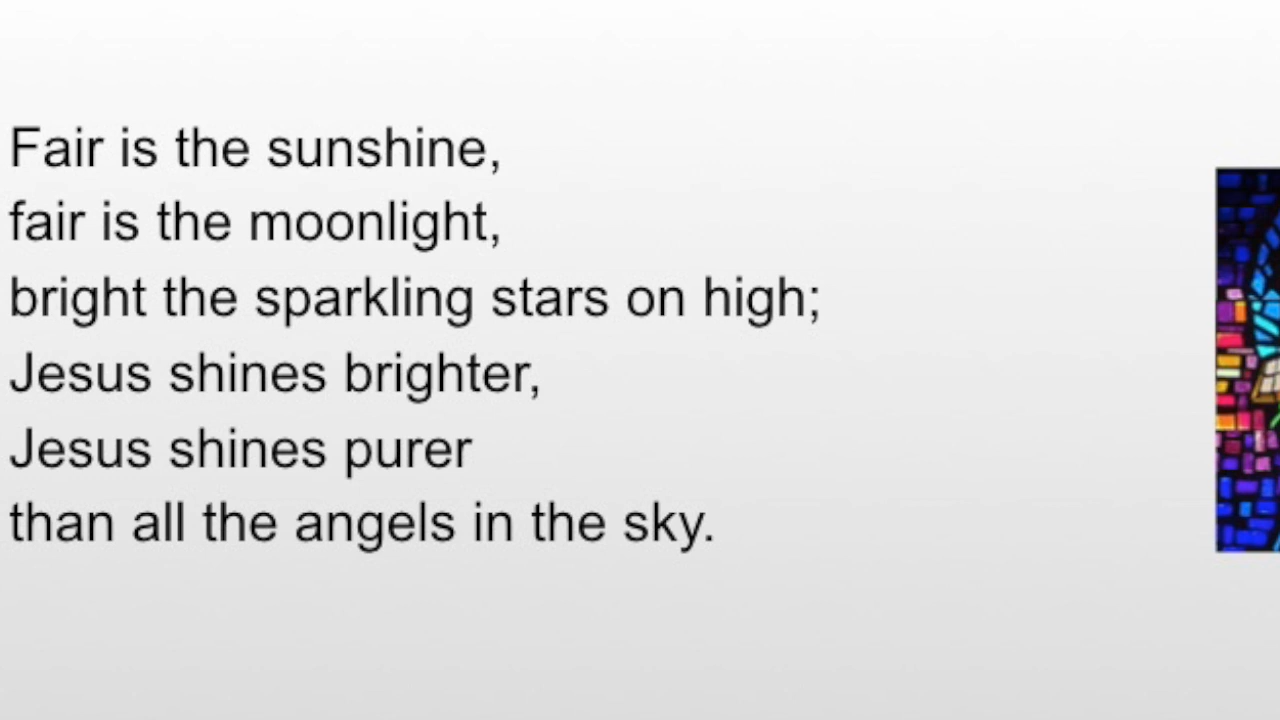 Fair is the sunshine,
fair is the moonlight,
bright the sparkling stars on high;
Jesus shines brighter,
Jesus shines purer
than all the angels in the sky.